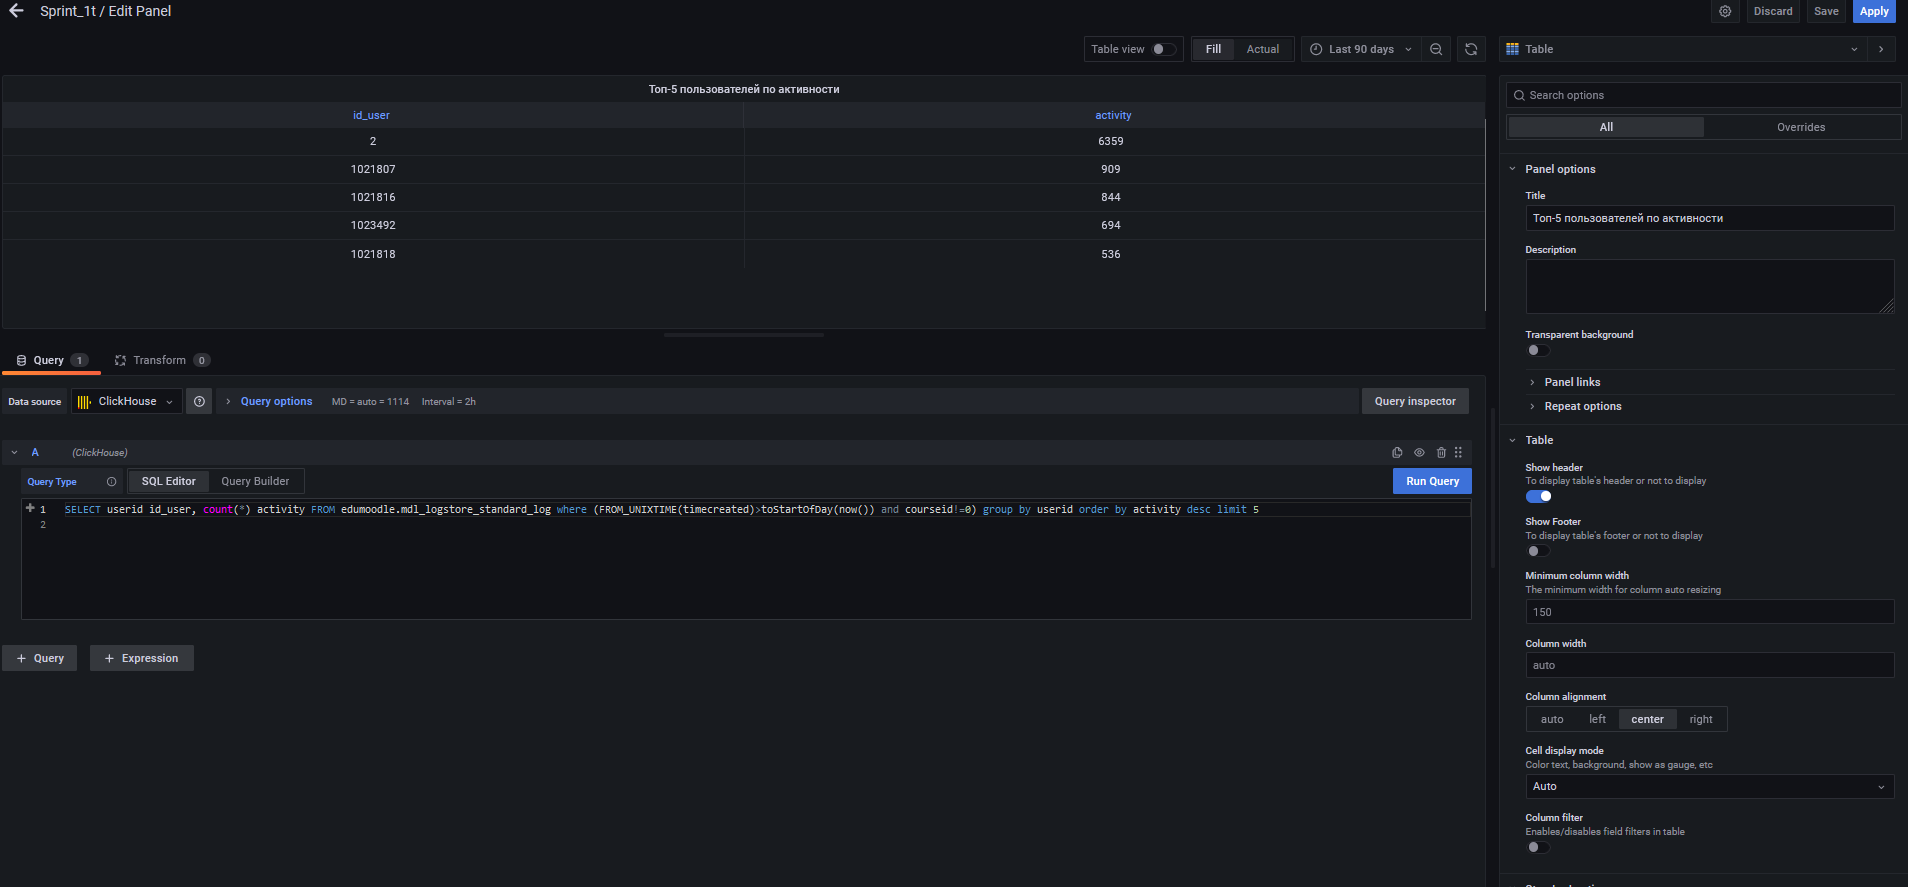 Sprint_1t / Edit Panel
Discard
Save
Apply
Table view
Fill
Actual
Last 90 days
Table
Топ-5 пользователей по активности
id_user
activity
2
6359
1021807
909
1021816
844
1023492
694
1021818
536
Query
1
Transform
0
Data source
ClickHouse
Query options
MD = auto = 1114
Interval = 2h
Query inspector
A
(ClickHouse)
Query Type
SQL Editor
Query Builder
Run Query
1
SELECT userid id_user, count(*) activity FROM edumoodle.mdl_logstore_standard_log where (FROM_UNIXTIME(timecreated)>toStartOfDay(now()) and courseid!=0) group by userid order by activity desc limit 5
2
+ Query
+ Expression
Search options
All
Overrides
Panel options
Title
Топ-5 пользователей по активности
Description
Transparent background
Panel links
Repeat options
Table
Show header
To display table's header or not to display
Show Footer
To display table's footer or not to display
Minimum column width
The minimum width for column auto resizing
150
Column width
auto
Column alignment
auto
left
center
right
Cell display mode
Color text, background, show as gauge, etc
Auto
Column filter
Enables/disables field filters in table